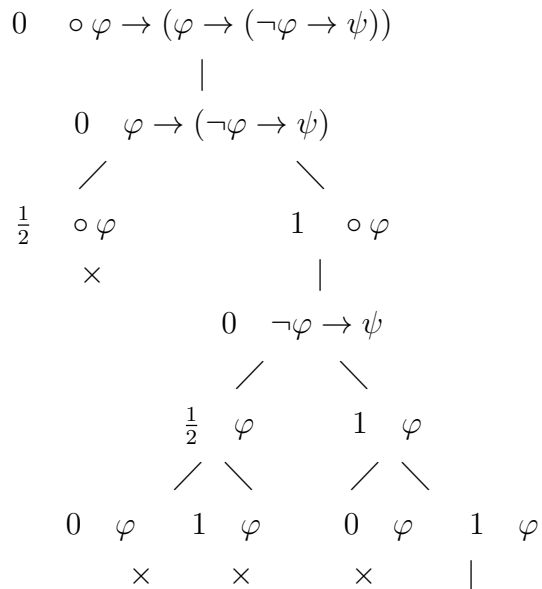 0 ∘φ → (φ → (¬φ → ψ))
|
0 φ → (¬φ → ψ)
╱ ╲
½ ∘φ 1 ∘φ
× |
0 ¬φ → ψ
╱ ╲
½ φ 1 φ
╱ ╲ ╱ ╲
0 φ 1 φ 0 φ 1 φ
× × × |